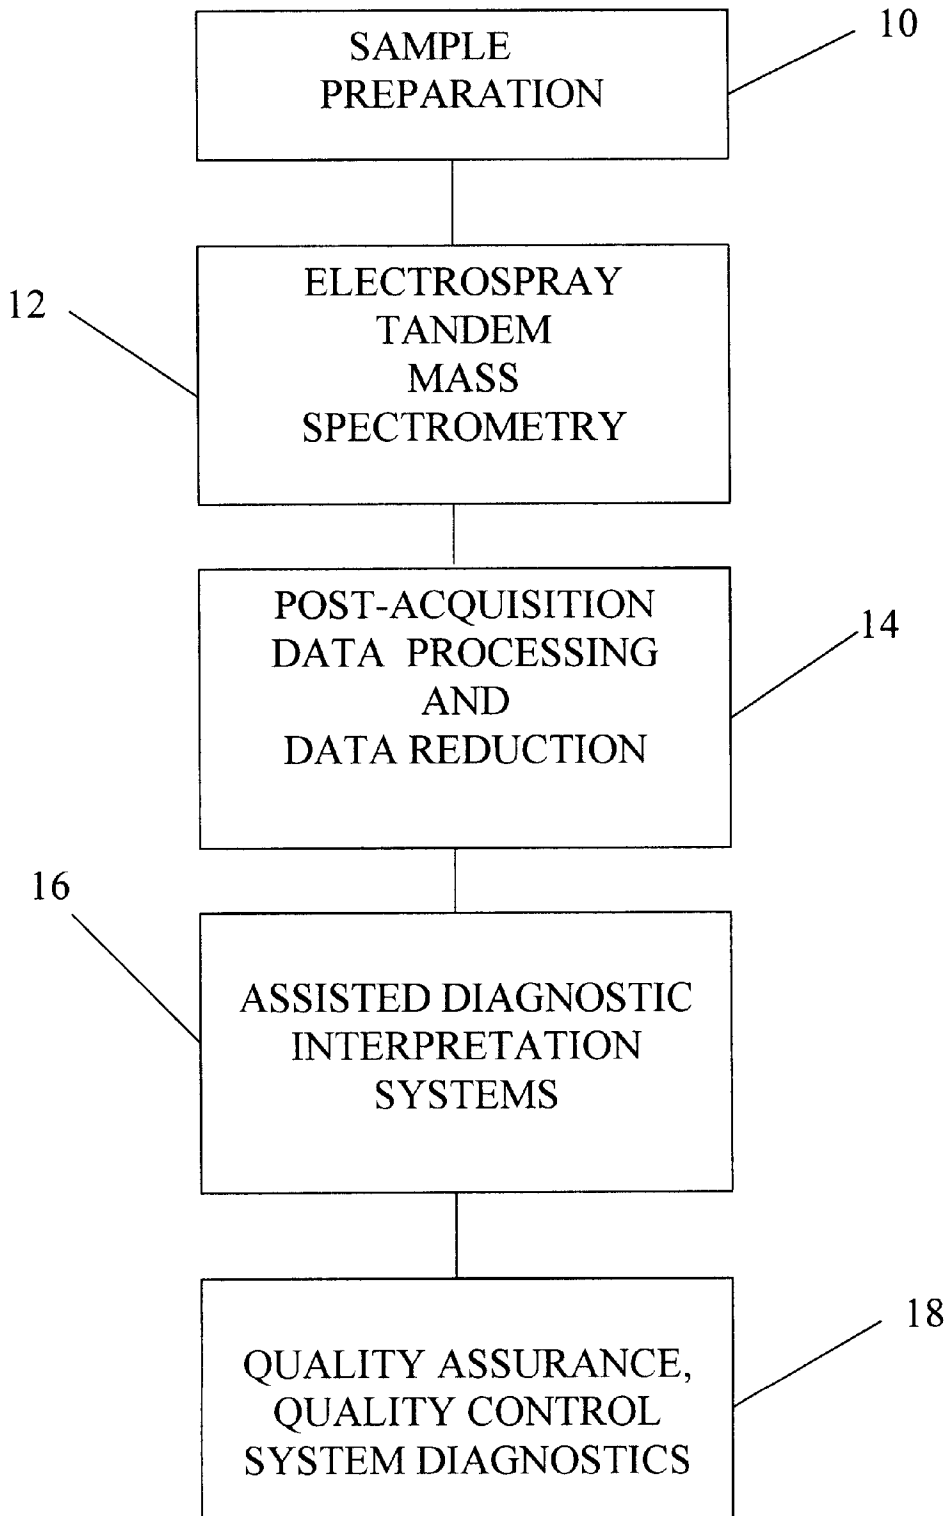 SAMPLE
PREPARATION
10
ELECTROSPRAY
TANDEM
MASS
SPECTROMETRY
12
POST-ACQUISITION
DATA PROCESSING
AND
DATA REDUCTION
14
16
ASSISTED DIAGNOSTIC
INTERPRETATION
SYSTEMS
QUALITY ASSURANCE,
QUALITY CONTROL
SYSTEM DIAGNOSTICS
18